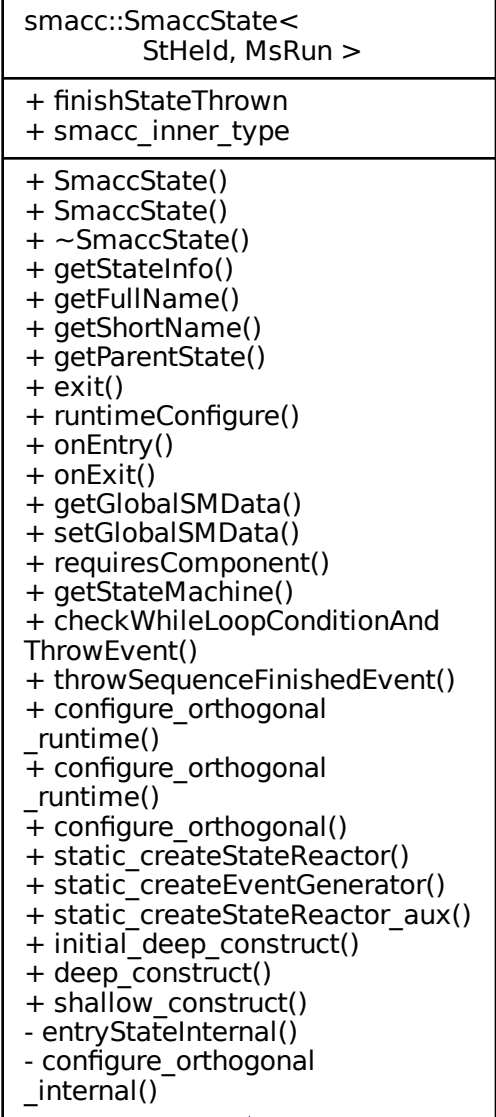 smacc::SmaccState<
StHeld, MsRun >
+ finishStateThrown
+ smacc_inner_type
+ SmaccState()
+ SmaccState()
+ ~SmaccState()
+ getStateInfo()
+ getFullName()
+ getShortName()
+ getParentState()
+ exit()
+ runtimeConfigure()
+ onEntry()
+ onExit()
+ getGlobalSMData()
+ setGlobalSMData()
+ requiresComponent()
+ getStateMachine()
+ checkWhileLoopConditionAnd
ThrowEvent()
+ throwSequenceFinishedEvent()
+ configure_orthogonal
_runtime()
+ configure_orthogonal
_runtime()
+ configure_orthogonal()
+ static_createStateReactor()
+ static_createEventGenerator()
+ static_createStateReactor_aux()
+ initial_deep_construct()
+ deep_construct()
+ shallow_construct()
- entryStateInternal()
- configure_orthogonal
_internal()